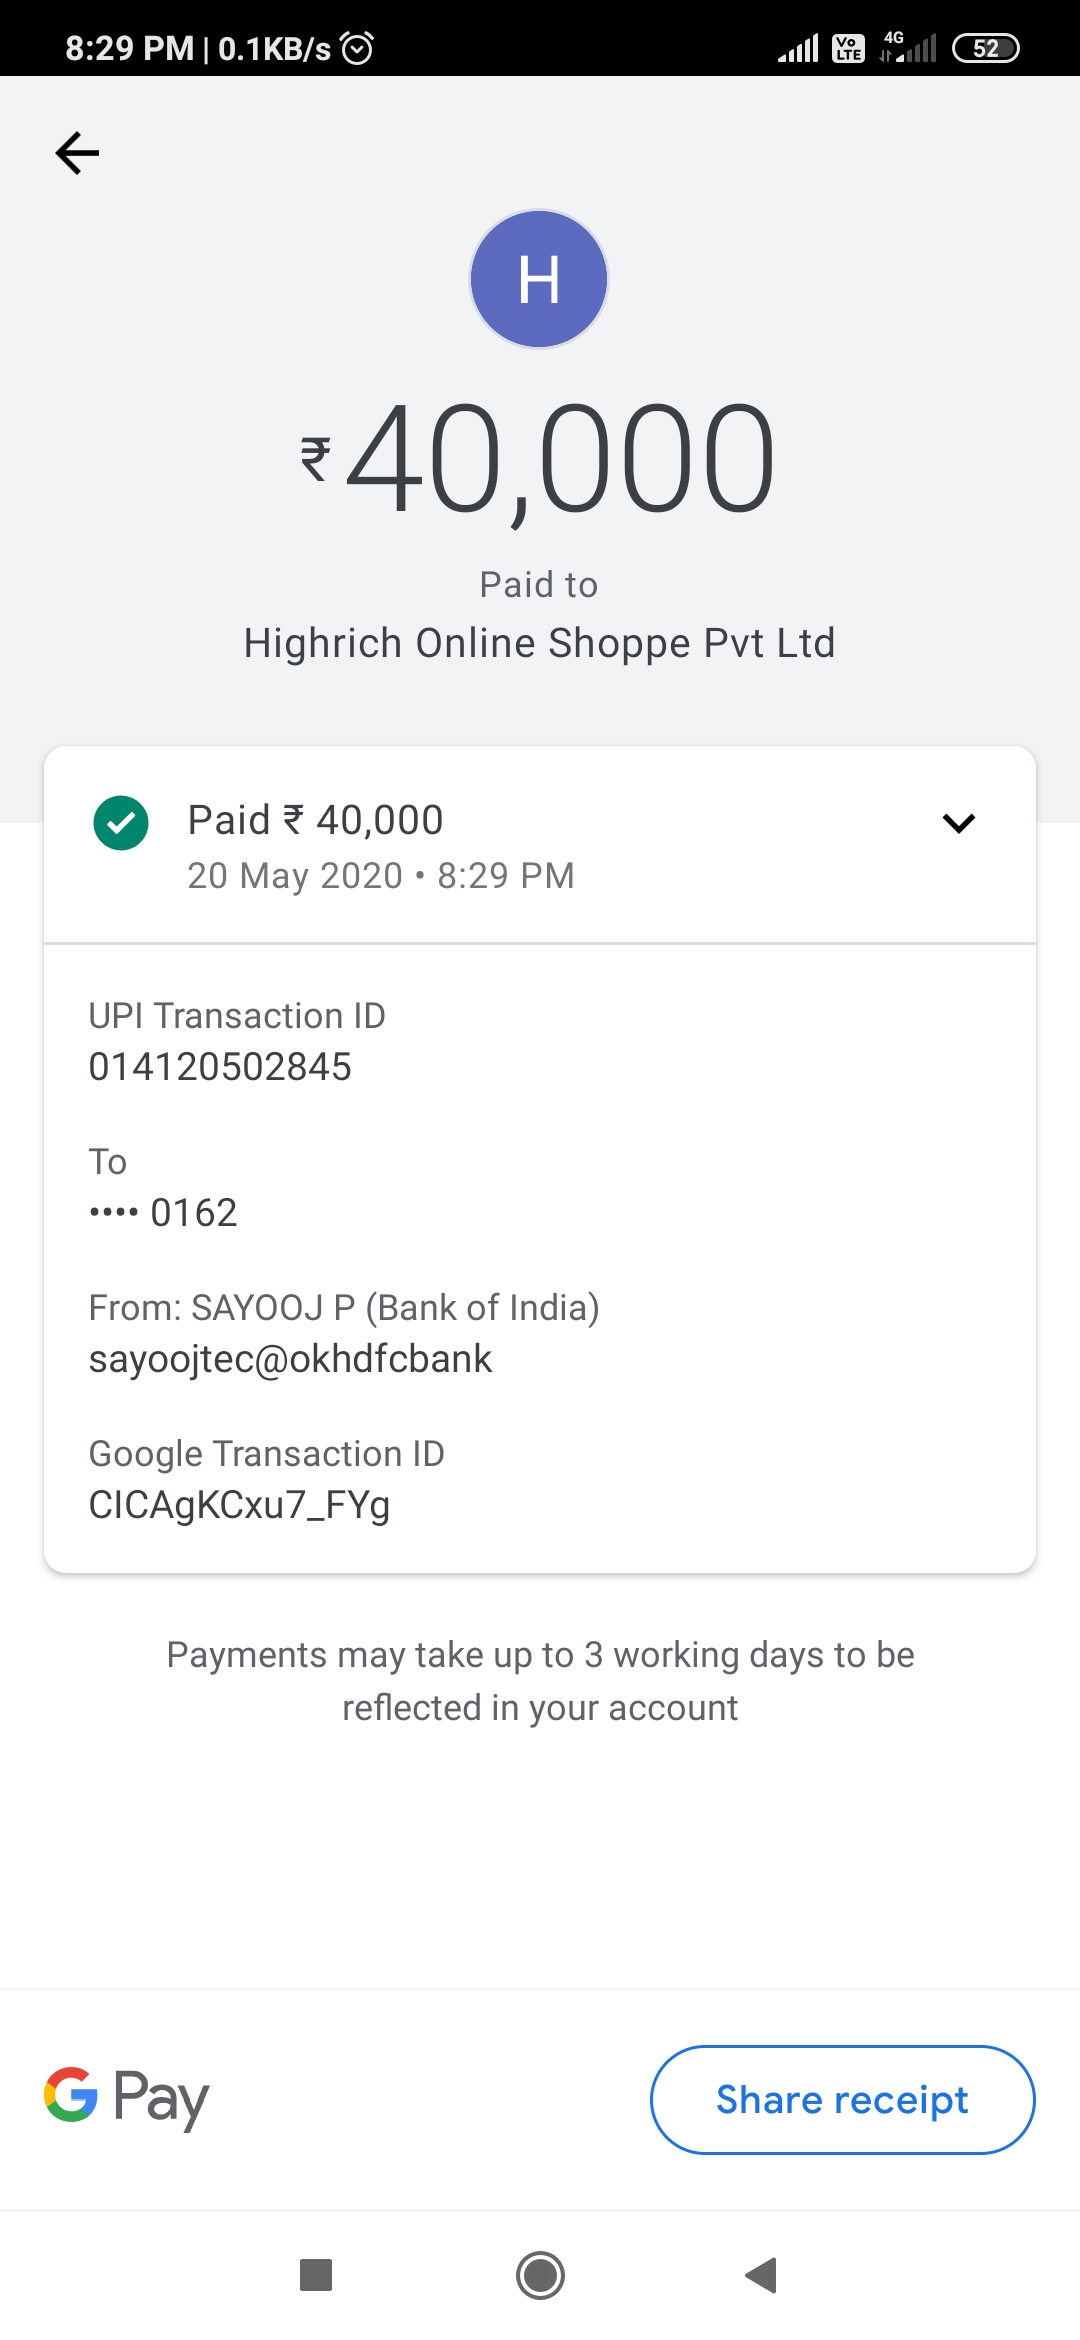 8:29 PM | 0.1KB/s Vo LTE 4G 52
H
₹40,000
Paid to
Highrich Online Shoppe Pvt Ltd
Paid ₹ 40,000
20 May 2020 • 8:29 PM
UPI Transaction ID
014120502845
To
•••• 0162
From: SAYOOJ P (Bank of India)
sayoojtec@okhdfcbank
Google Transaction ID
CICAgKCxu7_FYg
Payments may take up to 3 working days to be
reflected in your account
G Pay
Share receipt